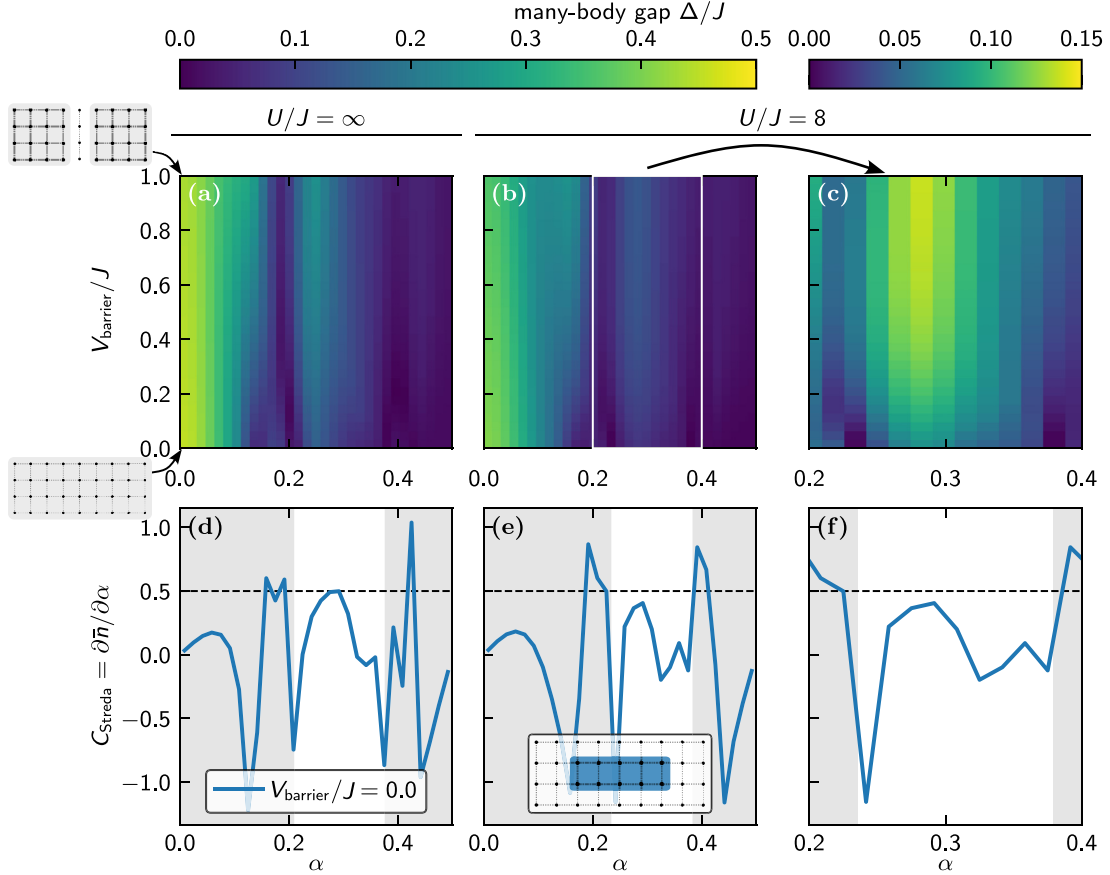 many-body gap Δ/J
0.0 0.1 0.2 0.3 0.4 0.5
0.00 0.05 0.10 0.15
U/J = ∞
U/J = 8
(a)
(b)
(c)
V_barrier/J
1.0
0.8
0.6
0.4
0.2
0.0
0.0 0.2 0.4
0.0 0.2 0.4
0.2 0.3 0.4
(d)
(e)
(f)
C_Streda = ∂n̄/∂α
1.0
0.5
0.0
−0.5
−1.0
V_barrier/J = 0.0
0.0 0.2 0.4
0.0 0.2 0.4
0.2 0.3 0.4
α
α
α